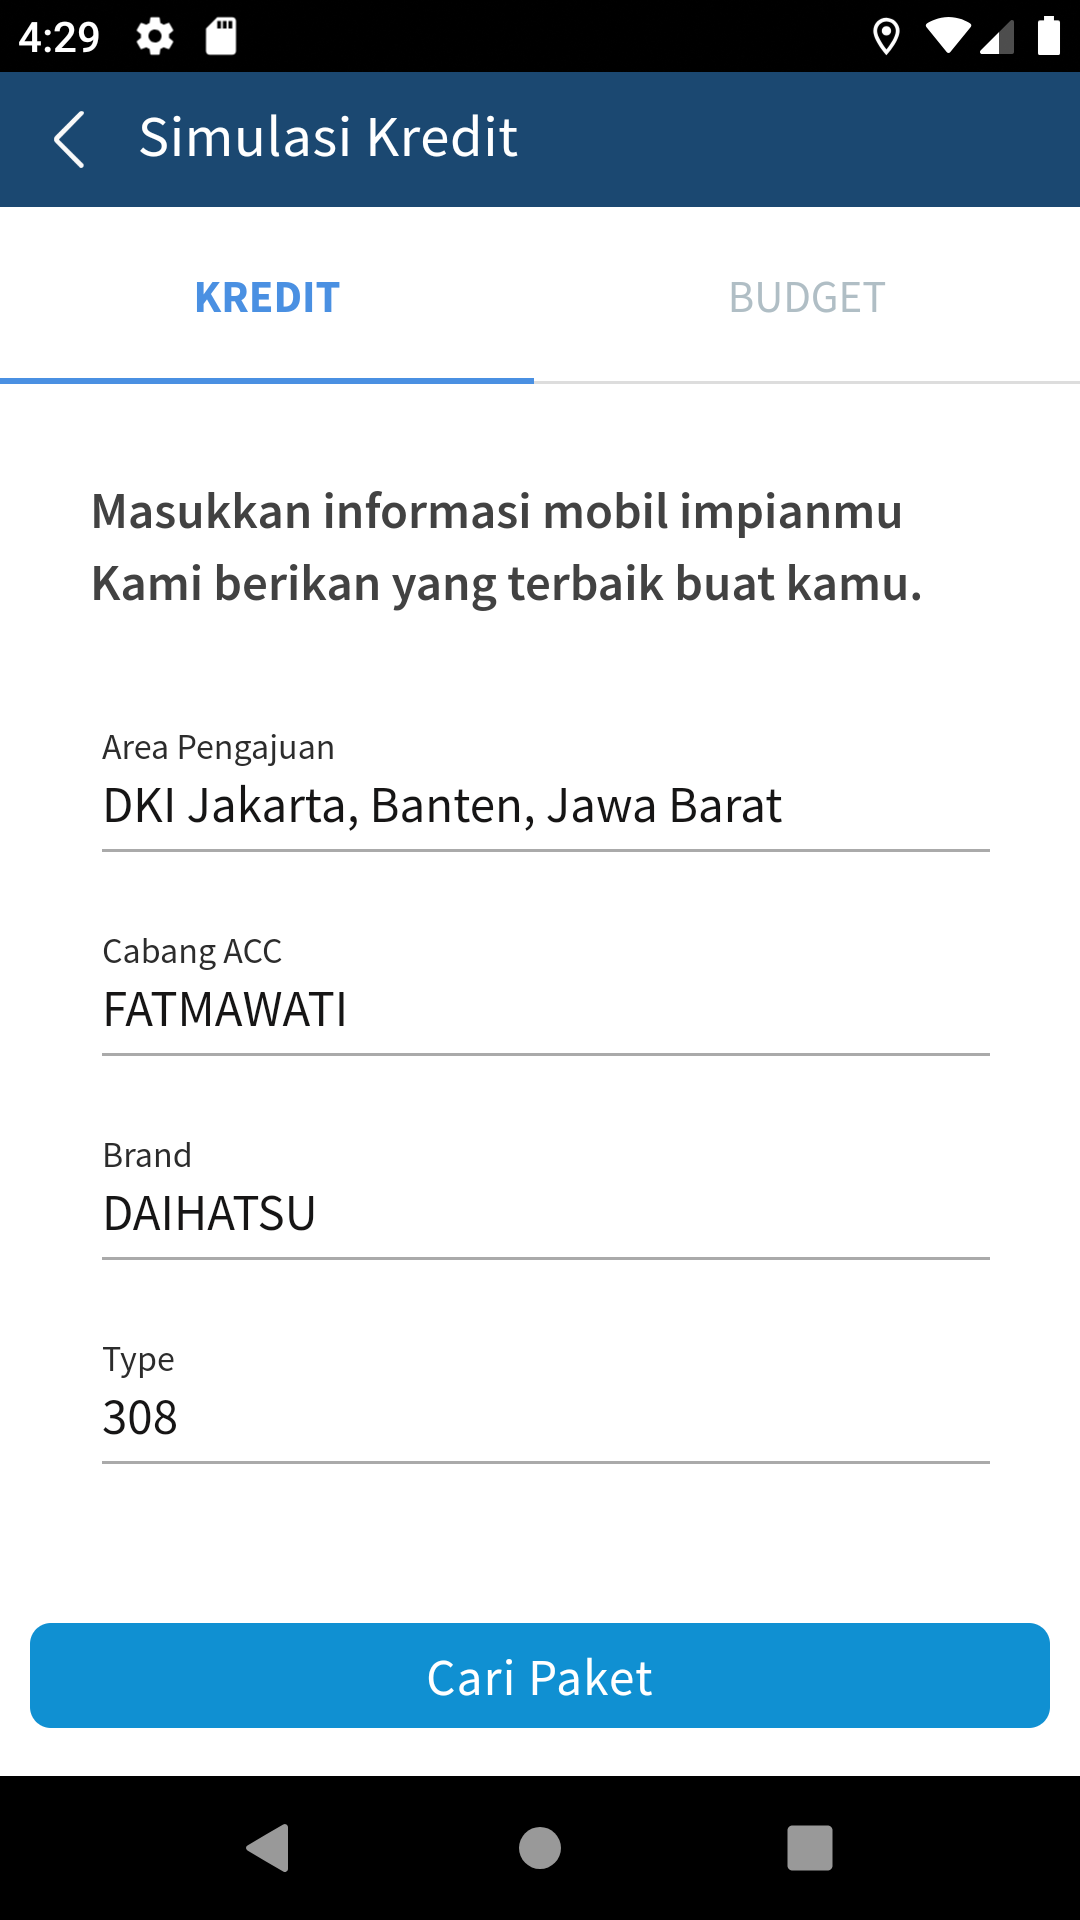 4:29
Simulasi Kredit
KREDIT
BUDGET
Masukkan informasi mobil impianmu
Kami berikan yang terbaik buat kamu.
Area Pengajuan
DKI Jakarta, Banten, Jawa Barat
Cabang ACC
FATMAWATI
Brand
DAIHATSU
Type
308
Cari Paket